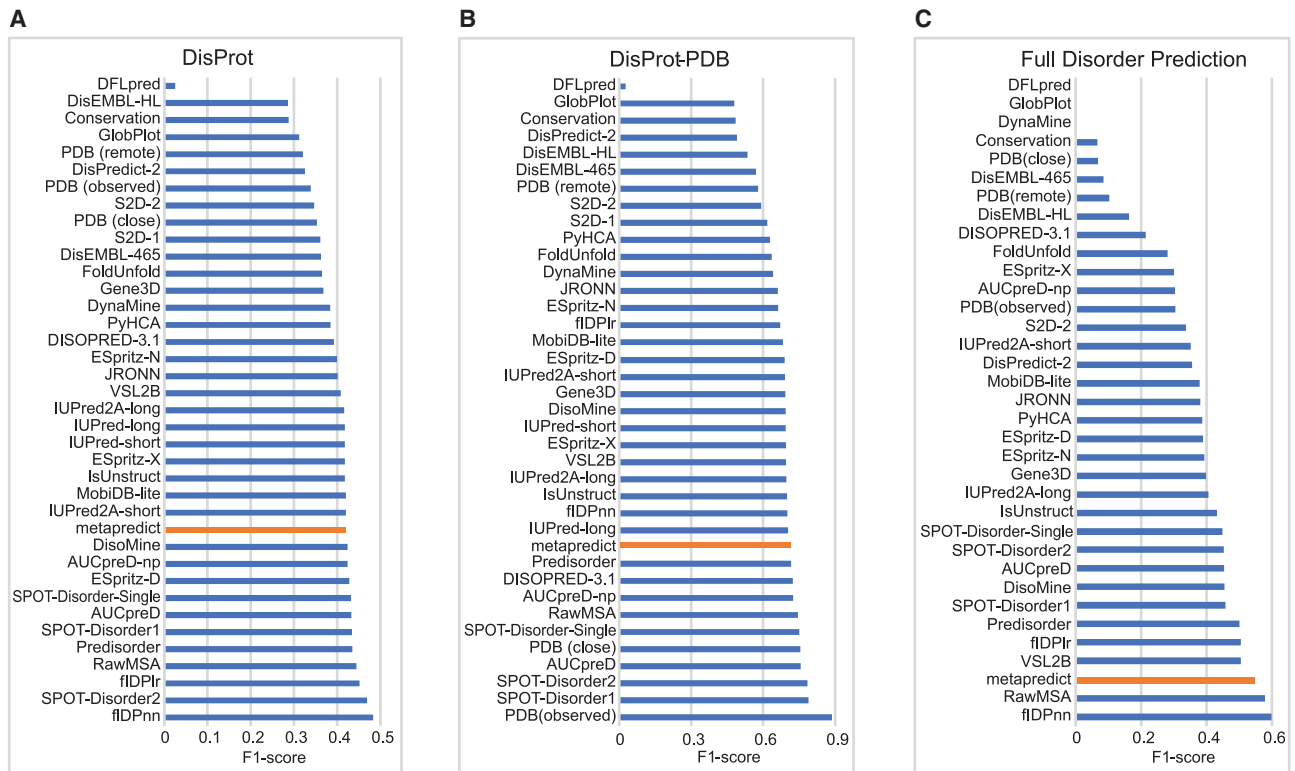 A
DisProt
DFLpred
DisEMBL-HL
Conservation
GlobPlot
PDB (remote)
DisPredict-2
PDB (observed)
S2D-2
PDB (close)
S2D-1
DisEMBL-465
FoldUnfold
Gene3D
DynaMine
PyHCA
DISOPRED-3.1
ESpritz-N
JRONN
VSL2B
IUPred2A-long
IUPred-long
IUPred-short
ESpritz-X
IsUnstruct
MobiDB-lite
IUPred2A-short
metapredict
DisoMine
AUCpreD-np
ESpritz-D
SPOT-Disorder-Single
AUCpreD
SPOT-Disorder1
Predisorder
RawMSA
fIDPlr
SPOT-Disorder2
fIDPnn
0 0.1 0.2 0.3 0.4 0.5
F1-score
B
DisProt-PDB
DFLpred
GlobPlot
Conservation
DisPredict-2
DisEMBL-HL
DisEMBL-465
PDB (remote)
S2D-2
S2D-1
PyHCA
FoldUnfold
DynaMine
JRONN
ESpritz-N
fIDPlr
MobiDB-lite
ESpritz-D
IUPred2A-short
Gene3D
DisoMine
IUPred-short
ESpritz-X
VSL2B
IUPred2A-long
IsUnstruct
fIDPnn
IUPred-long
metapredict
Predisorder
DISOPRED-3.1
AUCpreD-np
RawMSA
SPOT-Disorder-Single
PDB (close)
AUCpreD
SPOT-Disorder2
SPOT-Disorder1
PDB(observed)
0 0.3 0.6 0.9
F1-score
C
Full Disorder Prediction
DFLpred
GlobPlot
DynaMine
Conservation
PDB(close)
DisEMBL-465
PDB(remote)
DisEMBL-HL
DISOPRED-3.1
FoldUnfold
ESpritz-X
AUCpreD-np
PDB(observed)
S2D-2
IUPred2A-short
DisPredict-2
MobiDB-lite
JRONN
PyHCA
ESpritz-D
ESpritz-N
Gene3D
IUPred2A-long
IsUnstruct
SPOT-Disorder-Single
SPOT-Disorder2
AUCpreD
DisoMine
SPOT-Disorder1
Predisorder
fIDPlr
VSL2B
metapredict
RawMSA
fIDPnn
0 0.2 0.4 0.6
F1-score